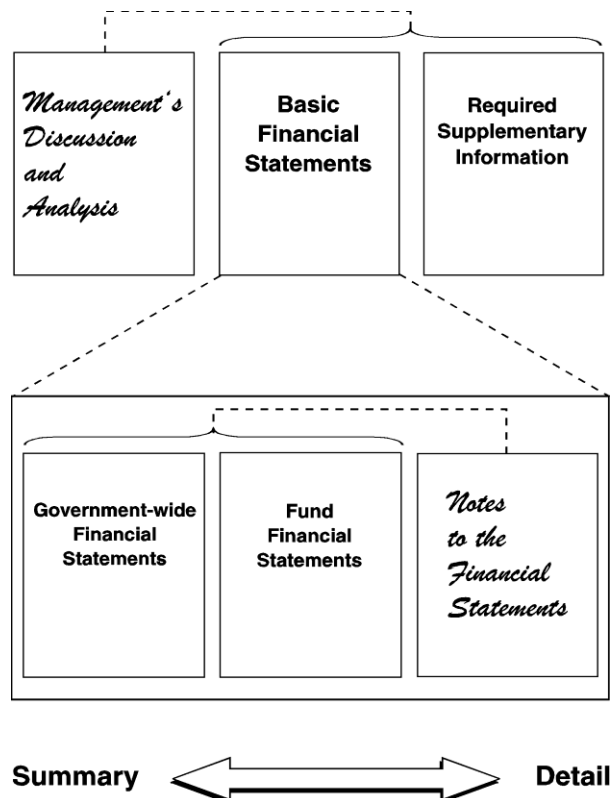 Management's
Discussion
and
Analysis
Basic
Financial
Statements
Required
Supplementary
Information
Government-wide
Financial
Statements
Fund
Financial
Statements
Notes
to the
Financial
Statements
Summary
Detail